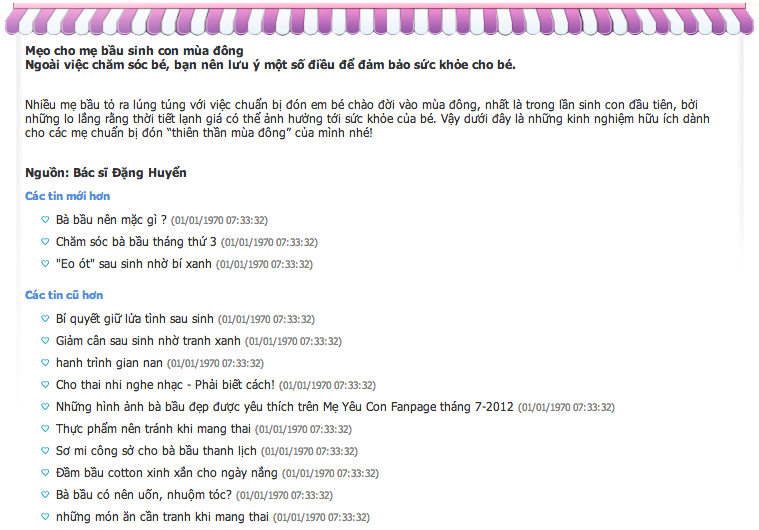 Mẹo cho mẹ bầu sinh con mùa đông
Ngoài việc chăm sóc bé, bạn nên lưu ý một số điều để đảm bảo sức khỏe cho bé.
Nhiều mẹ bầu tỏ ra lúng túng với việc chuẩn bị đón em bé chào đời vào mùa đông, nhất là trong lần sinh con đầu tiên, bởi
những lo lắng rằng thời tiết lạnh giá có thể ảnh hưởng tới sức khỏe của bé. Vậy dưới đây là những kinh nghiệm hữu ích dành
cho các mẹ chuẩn bị đón “thiên thần mùa đông” của mình nhé!
Nguồn: Bác sĩ Đặng Huyển
Các tin mới hơn
Bà bầu nên mặc gì ? (01/01/1970 07:33:32)
Chăm sóc bà bầu tháng thứ 3 (01/01/1970 07:33:32)
"Eo ót" sau sinh nhờ bí xanh (01/01/1970 07:33:32)
Các tin cũ hơn
Bí quyết giữ lửa tình sau sinh (01/01/1970 07:33:32)
Giảm cân sau sinh nhờ tranh xanh (01/01/1970 07:33:32)
hanh trình gian nan (01/01/1970 07:33:32)
Cho thai nhi nghe nhạc - Phải biết cách! (01/01/1970 07:33:32)
Những hình ảnh bà bầu đẹp được yêu thích trên Mẹ Yêu Con Fanpage tháng 7-2012 (01/01/1970 07:33:32)
Thực phẩm nên tránh khi mang thai (01/01/1970 07:33:32)
Sơ mi công sở cho bà bầu thanh lịch (01/01/1970 07:33:32)
Đầm bầu cotton xinh xắn cho ngày nắng (01/01/1970 07:33:32)
Bà bầu có nên uốn, nhuộm tóc? (01/01/1970 07:33:32)
những món ăn cần tranh khi mang thai (01/01/1970 07:33:32)